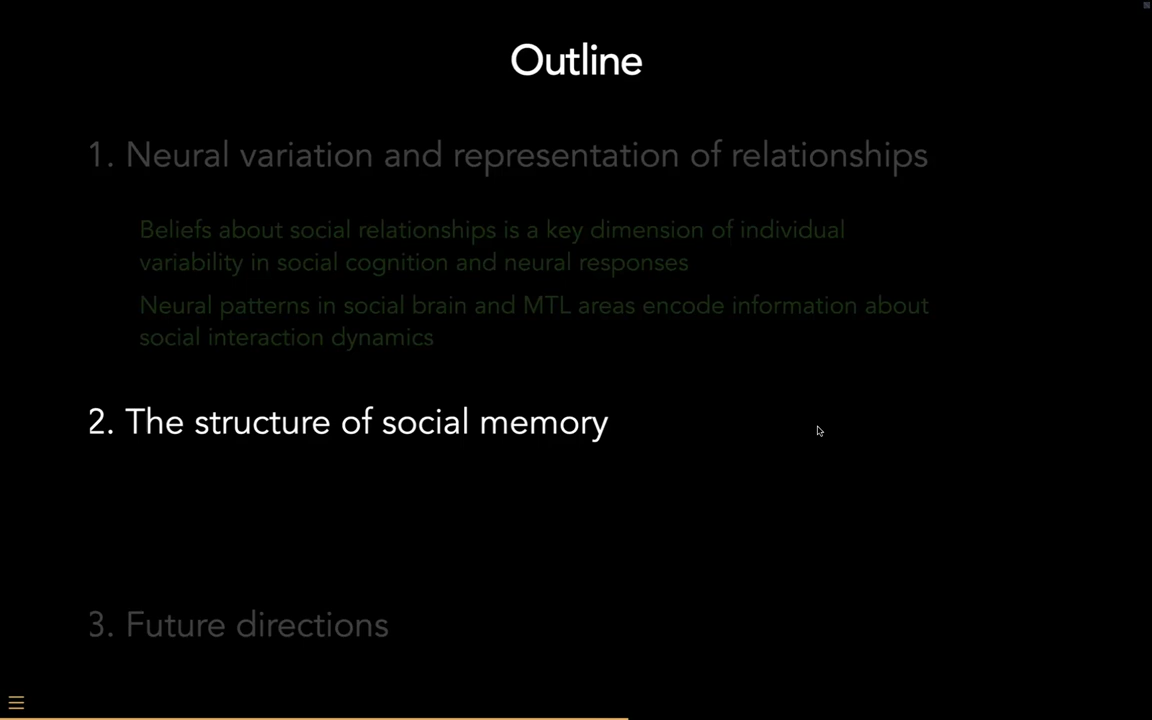 Outline
1. Neural variation and representation of relationships
Beliefs about social relationships is a key dimension of individual
variability in social cognition and neural responses
Neural patterns in social brain and MTL areas encode information about
social interaction dynamics
2. The structure of social memory
3. Future directions